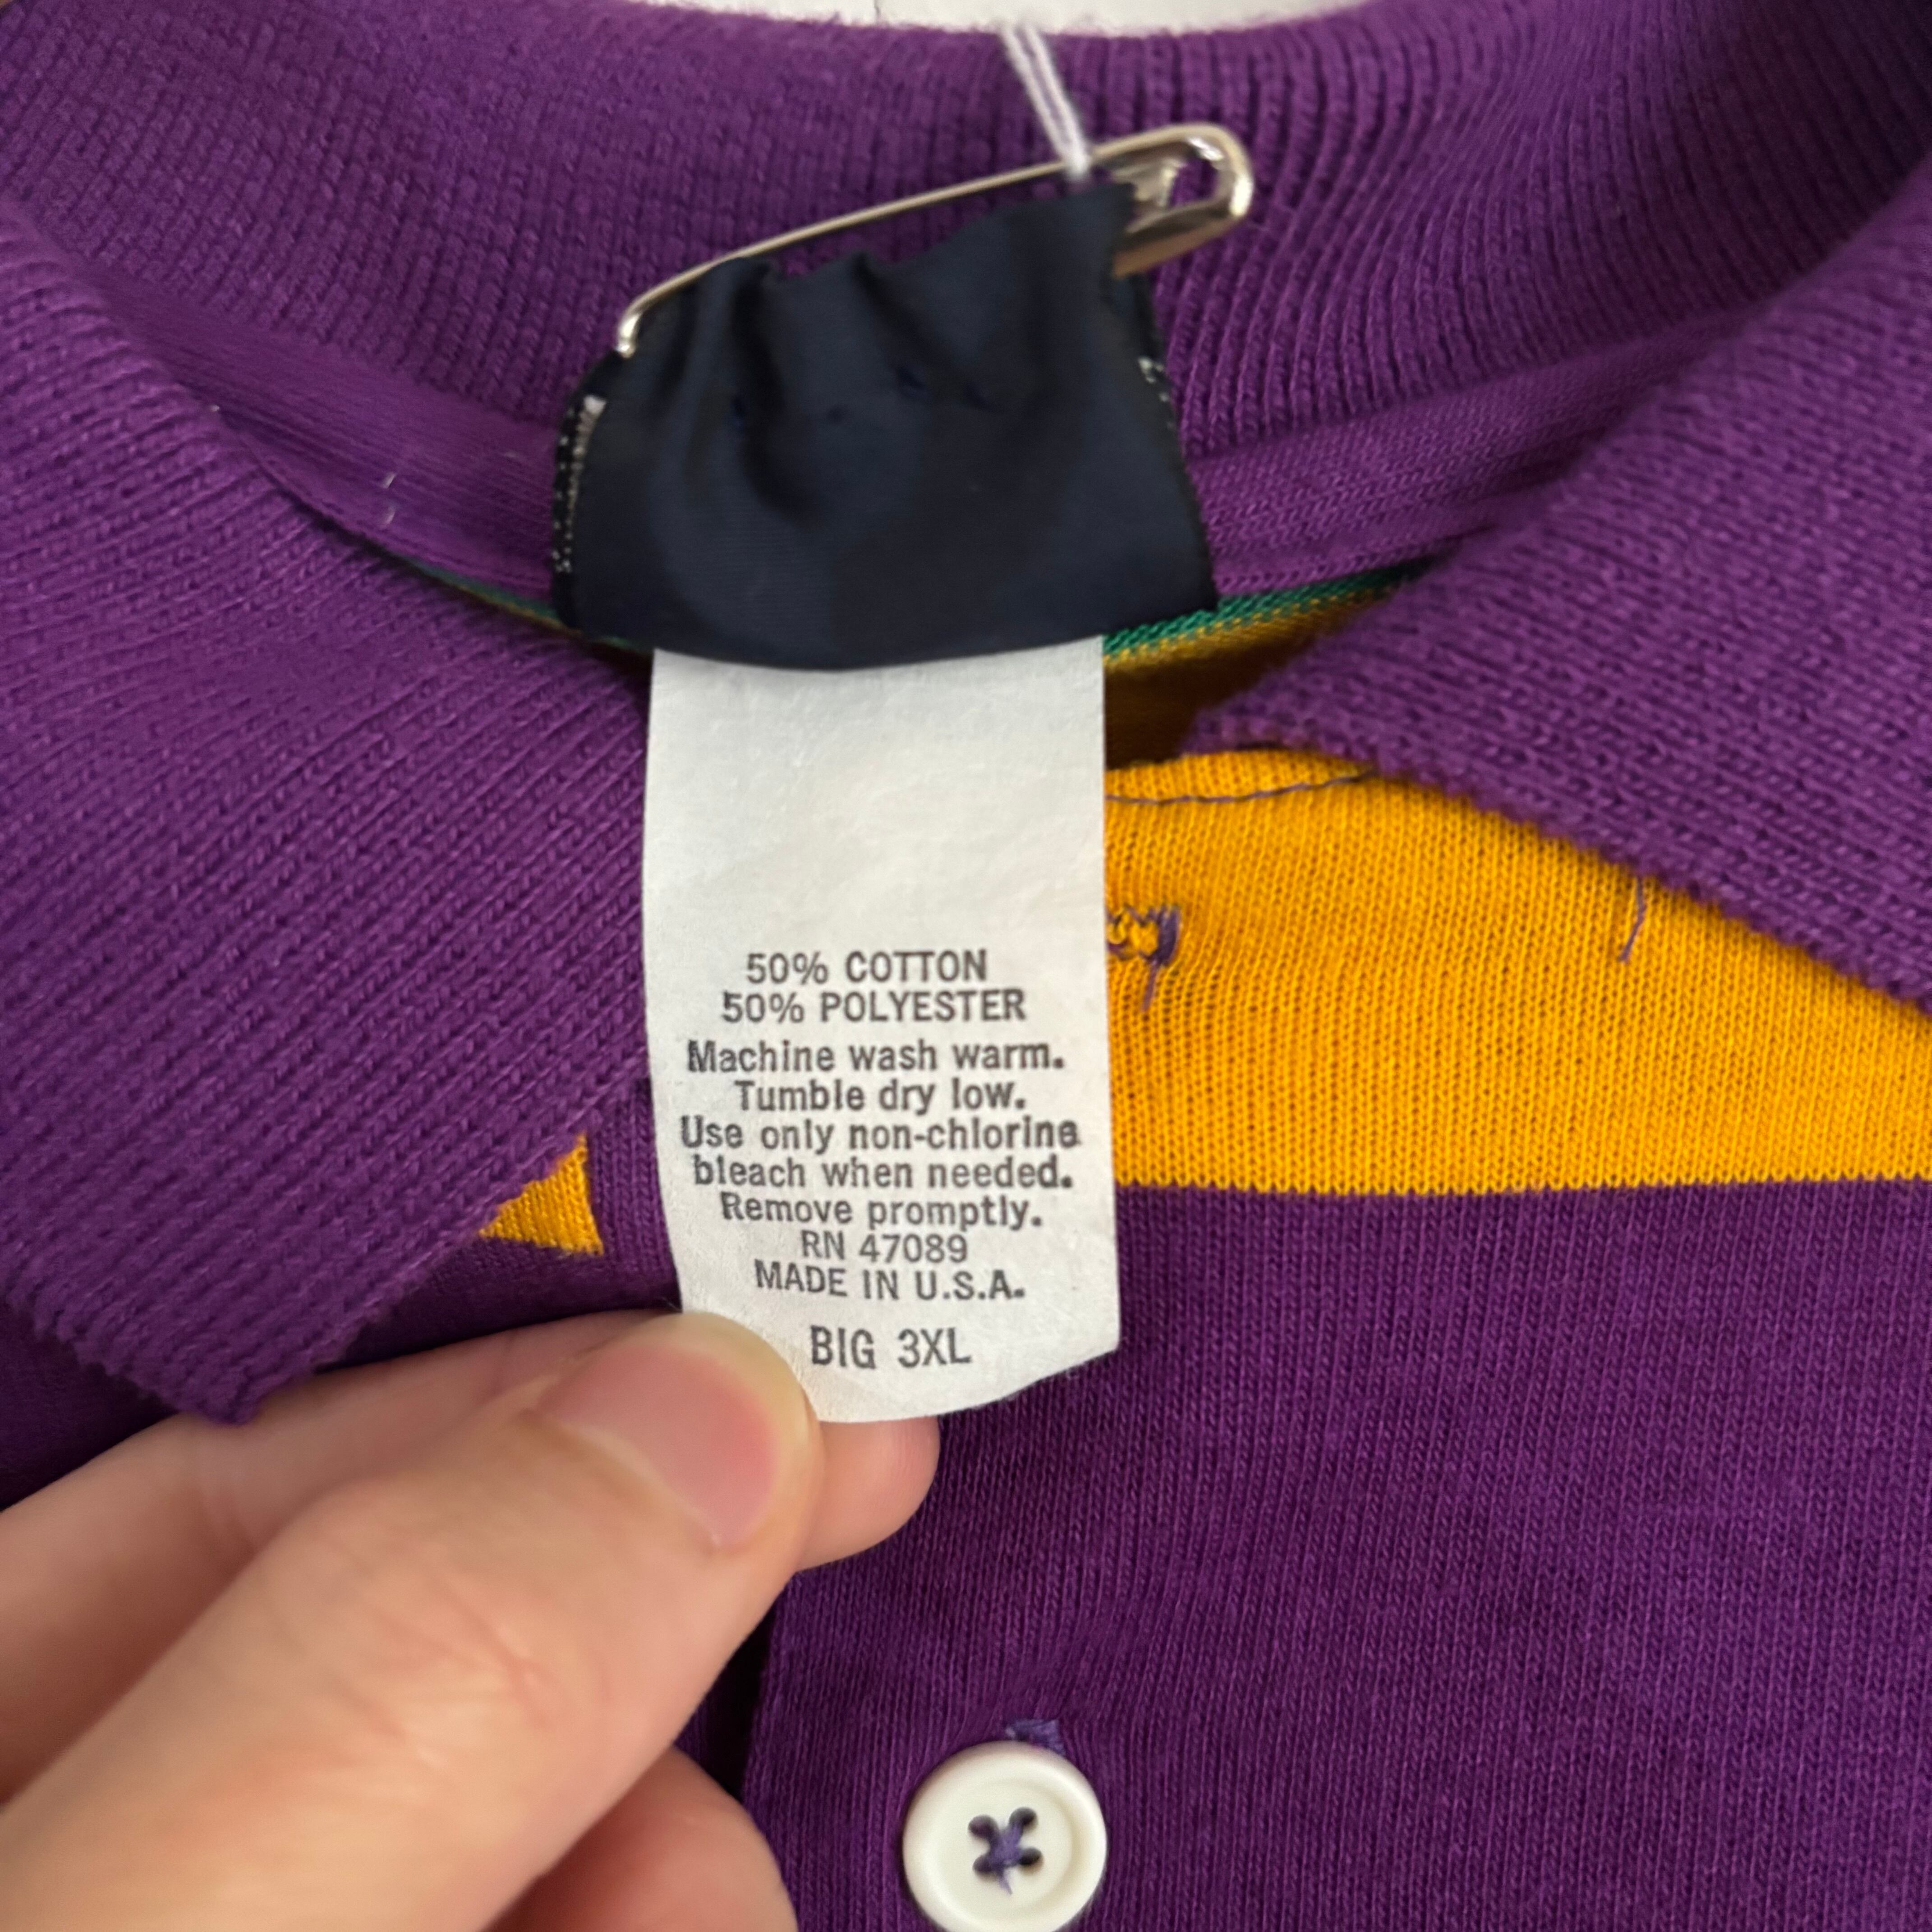 50% COTTON
50% POLYESTER
Machine wash warm.
Tumble dry low.
Use only non-chlorine
bleach when needed.
Remove promptly.
RN 47089
MADE IN U.S.A.
BIG 3XL